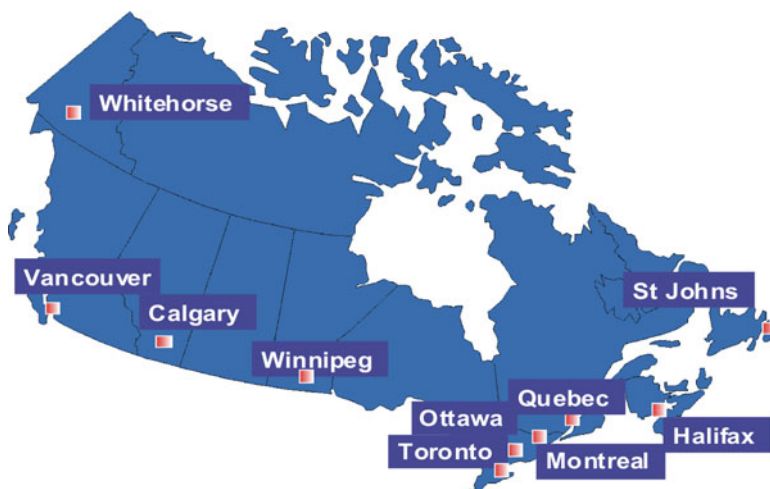 Whitehorse
Vancouver
Calgary
Winnipeg
St Johns
Quebec
Ottawa
Halifax
Toronto
Montreal